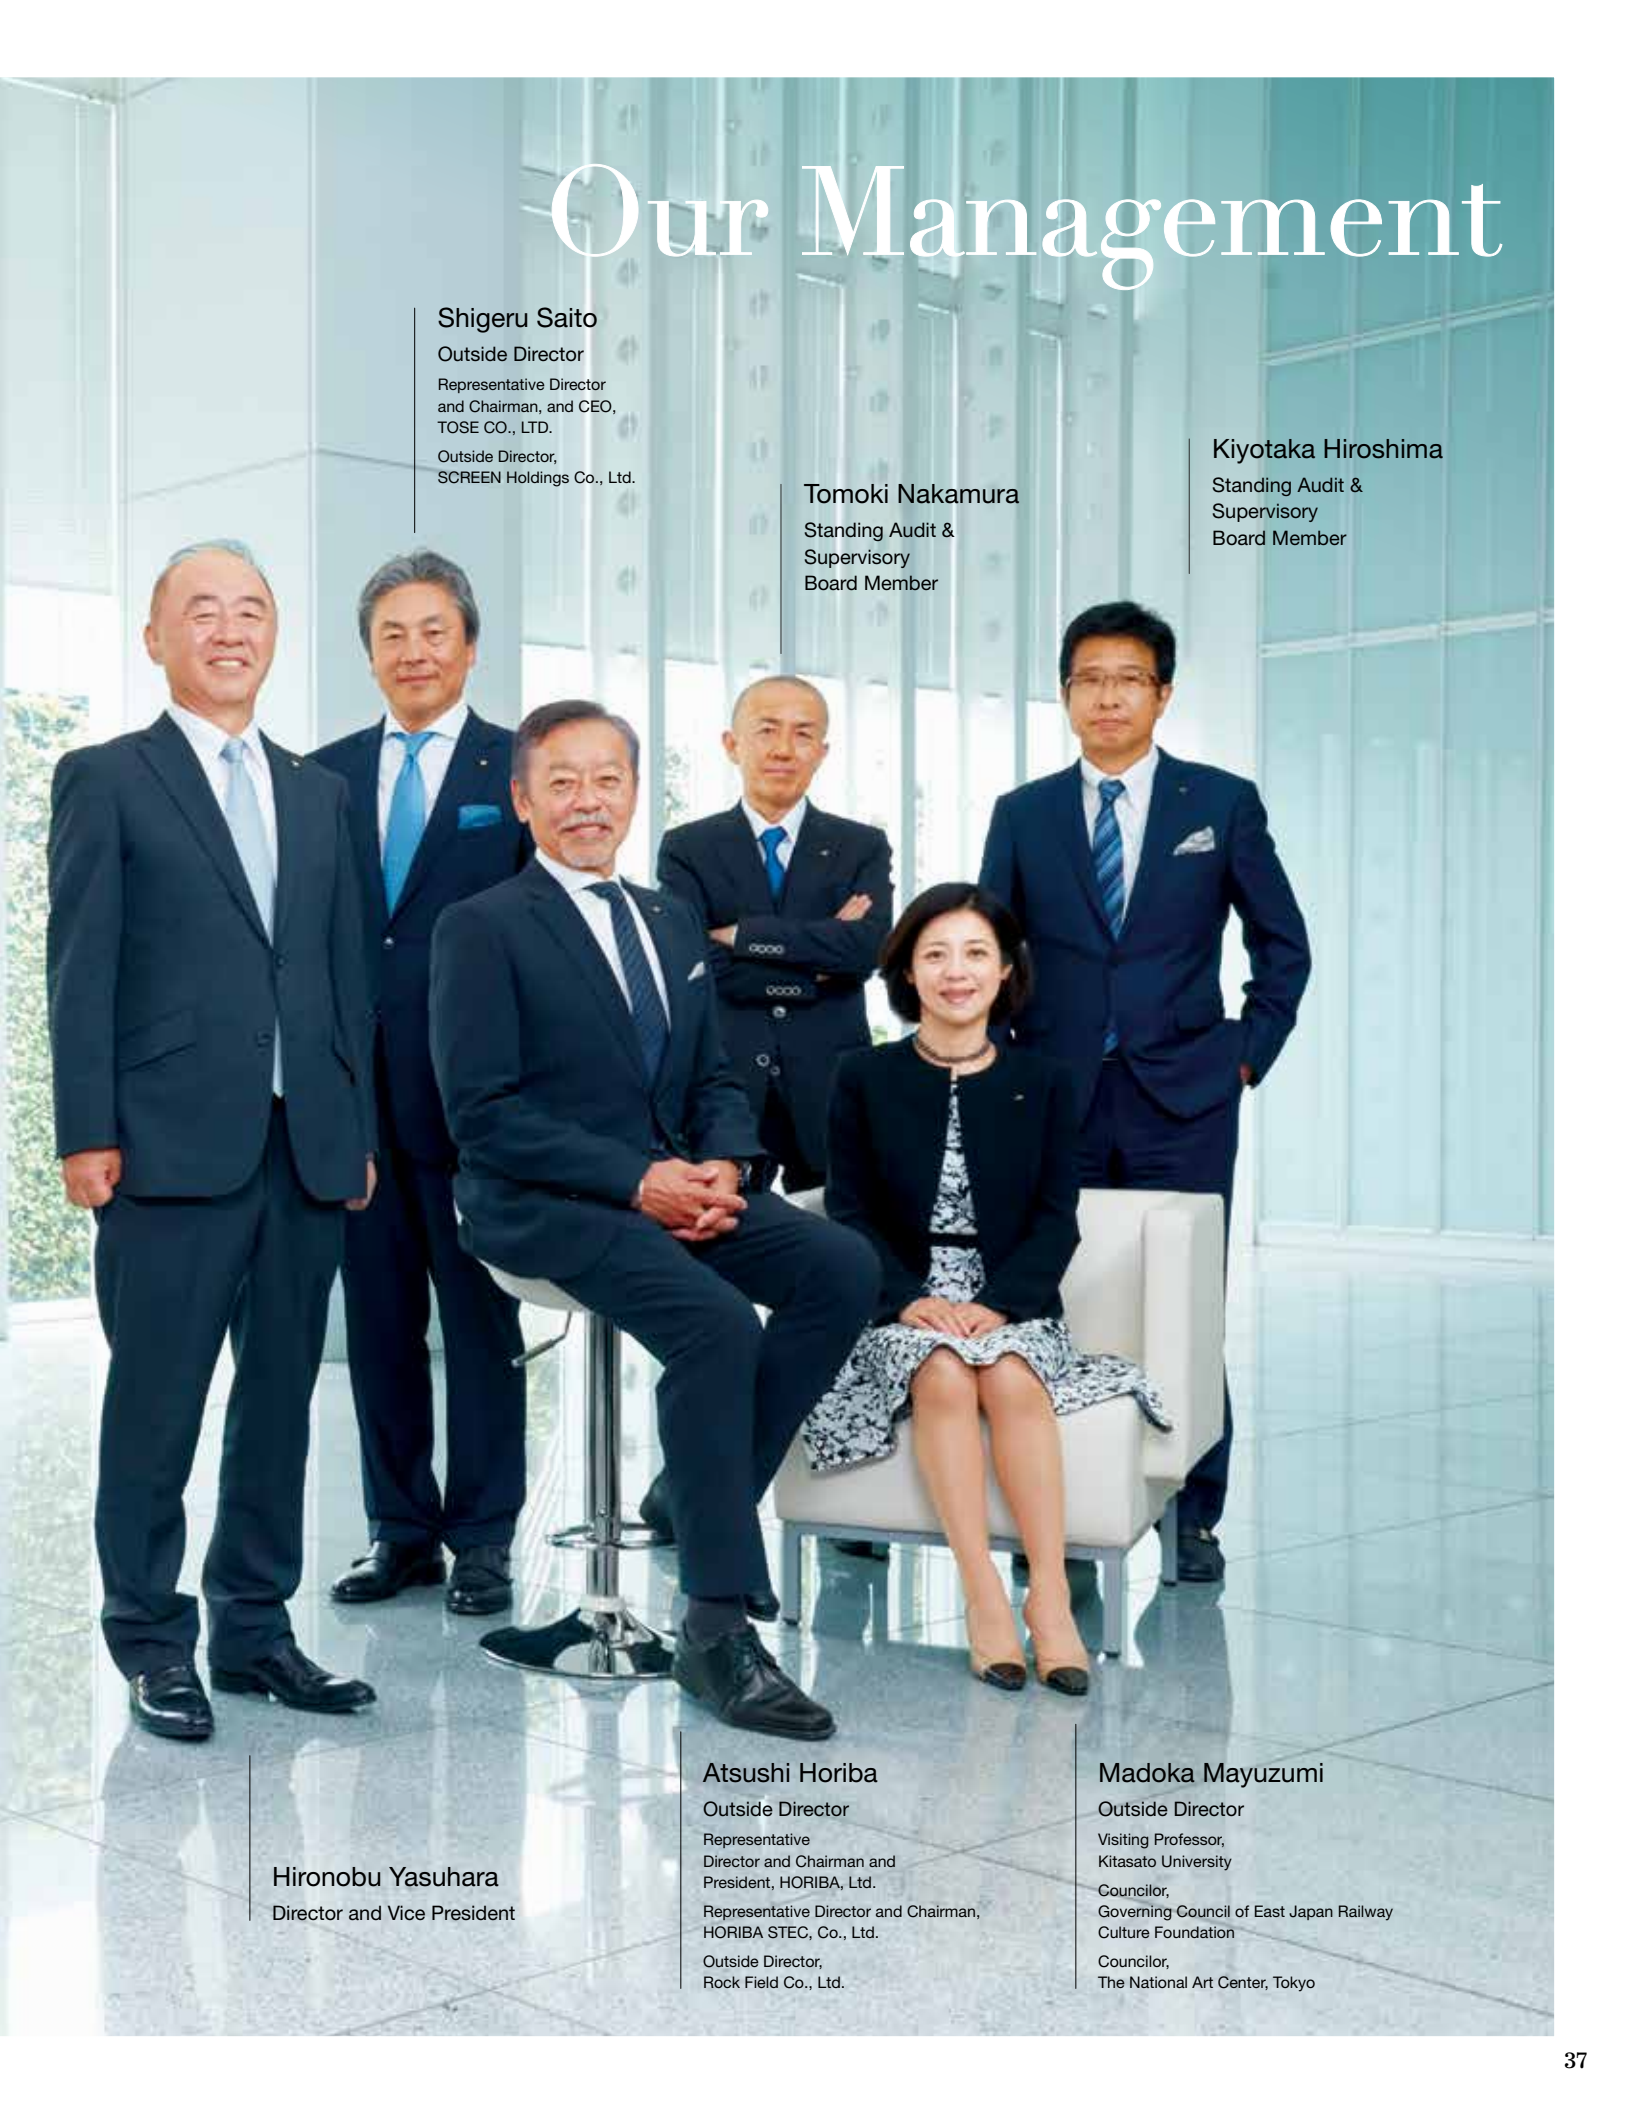 Our Management
Shigeru Saito
Outside Director
Representative Director
and Chairman, and CEO,
TOSE CO., LTD.
Outside Director,
SCREEN Holdings Co., Ltd.
Tomoki Nakamura
Standing Audit &
Supervisory
Board Member
Kiyotaka Hiroshima
Standing Audit &
Supervisory
Board Member
Hironobu Yasuhara
Director and Vice President
Atsushi Horiba
Outside Director
Representative
Director and Chairman and
President, HORIBA, Ltd.
Representative Director and Chairman,
HORIBA STEC, Co., Ltd.
Outside Director,
Rock Field Co., Ltd.
Madoka Mayuzumi
Outside Director
Visiting Professor,
Kitasato University
Councilor,
Governing Council of East Japan Railway
Culture Foundation
Councilor,
The National Art Center, Tokyo
37